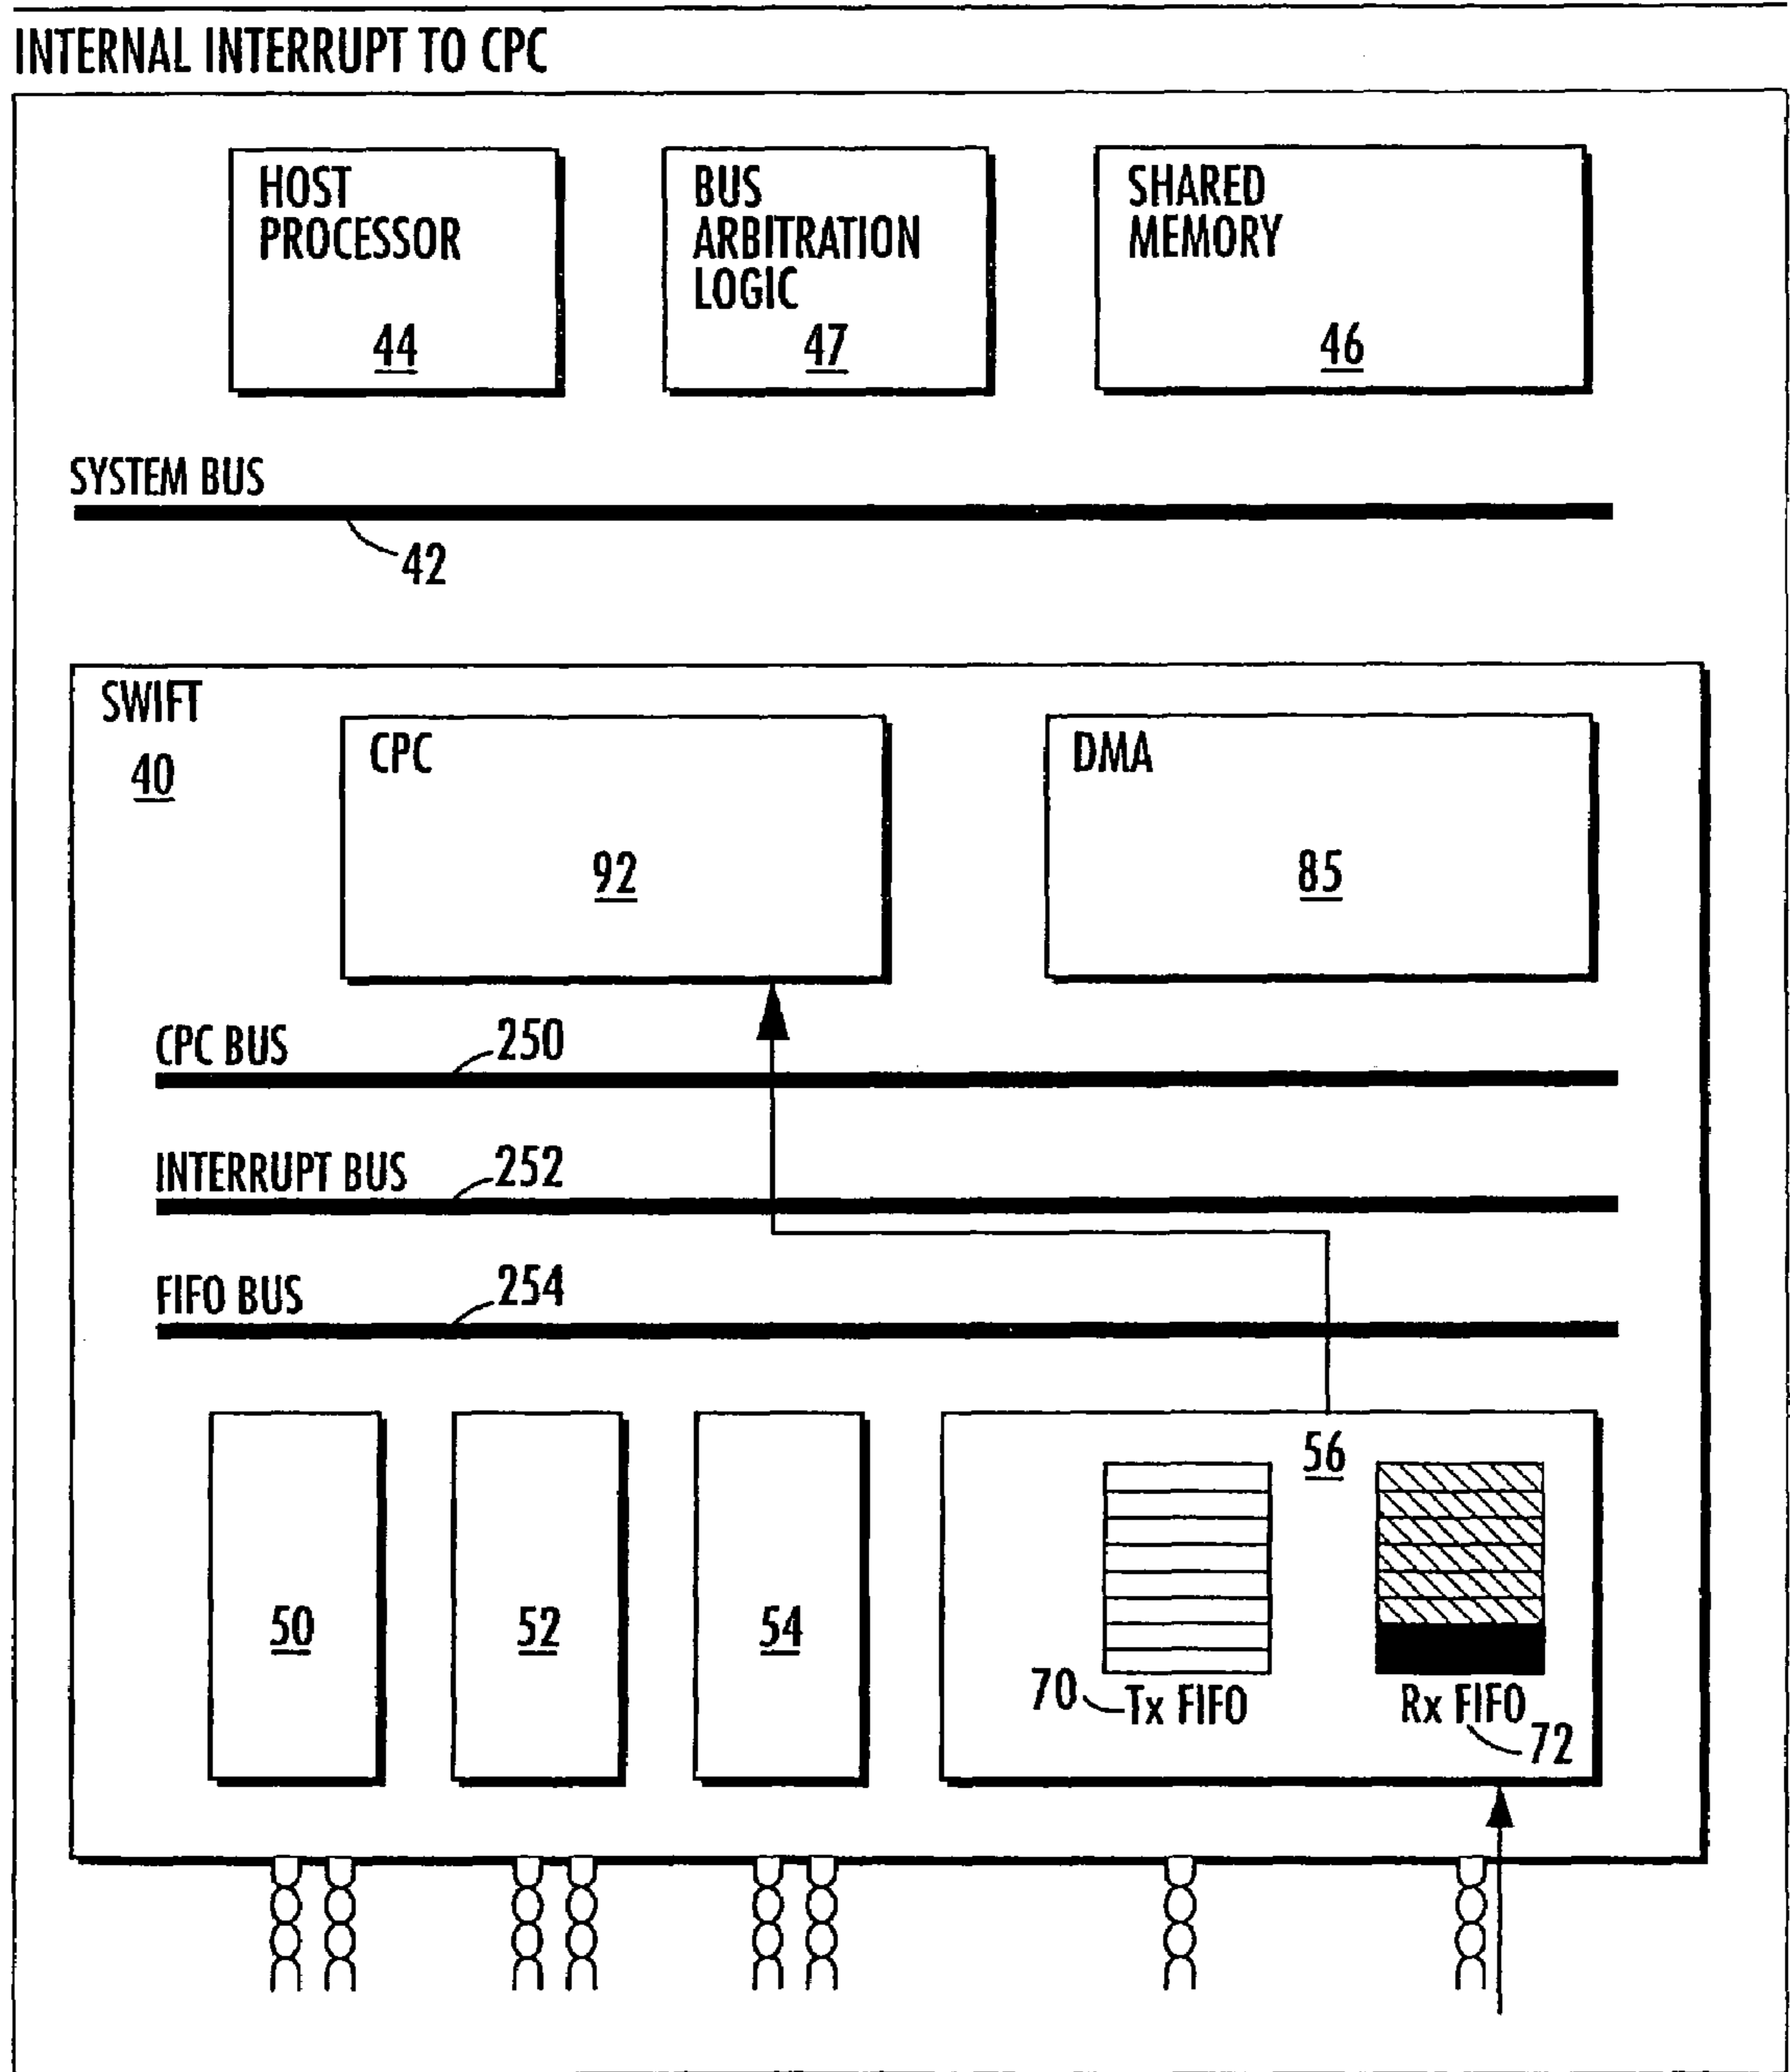 INTERNAL INTERRUPT TO CPC
HOST
PROCESSOR
44
BUS
ARBITRATION
LOGIC
47
SHARED
MEMORY
46
SYSTEM BUS
42
SWIFT
40
CPC
92
DMA
85
CPC BUS
250
INTERRUPT BUS
252
FIFO BUS
254
50
52
54
56
70
Tx FIFO
Rx FIFO
72